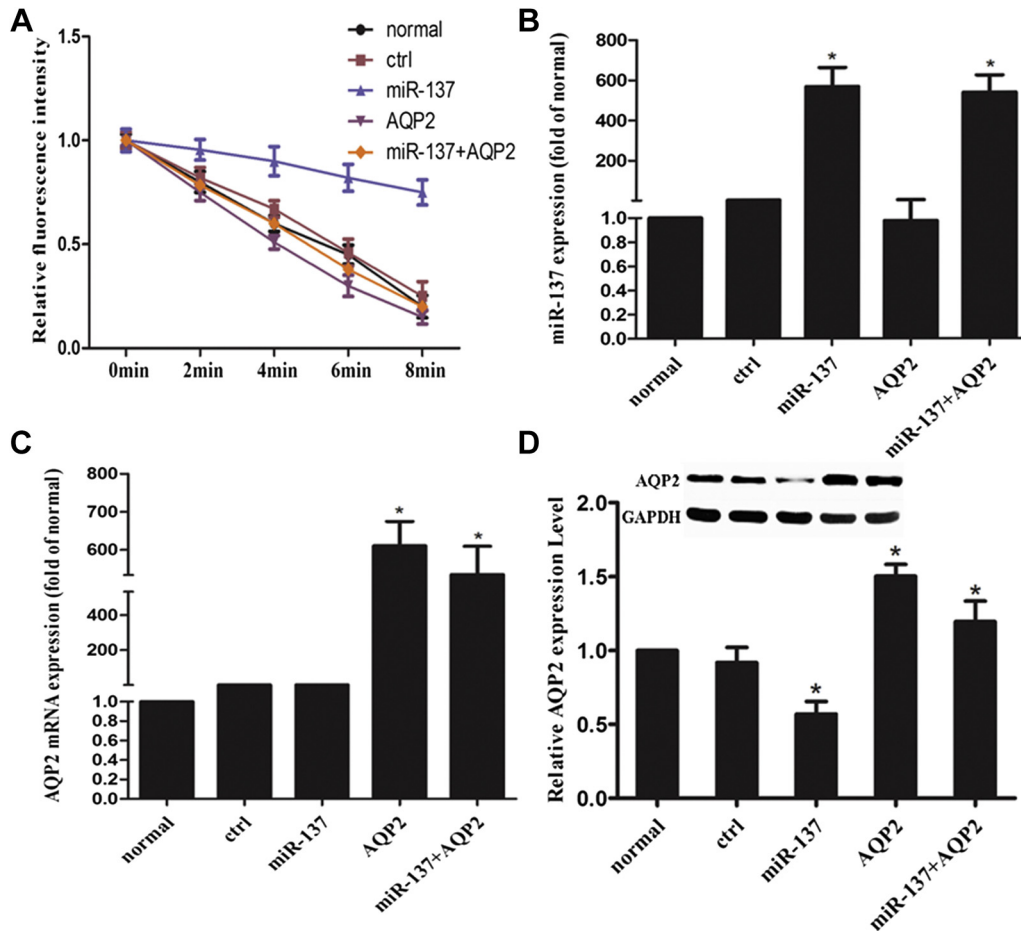 A
Relative fluorescence intensity
1.5
1.0
0.5
0.0
0min 2min 4min 6min 8min
normal
ctrl
miR-137
AQP2
miR-137+AQP2
B
miR-137 expression (fold of normal)
800
600
400
200
1.0
0.8
0.6
0.4
0.2
0.0
* *
normal ctrl miR-137 AQP2 miR-137+AQP2
C
AQP2 mRNA expression (fold of normal)
800
700
600
400
200
1.0
0.8
0.6
0.4
0.2
0.0
* *
normal ctrl miR-137 AQP2 miR-137+AQP2
D
AQP2
GAPDH
Relative AQP2 expression Level
2.0
1.5
1.0
0.5
0.0
* * *
normal ctrl miR-137 AQP2 miR-137+AQP2